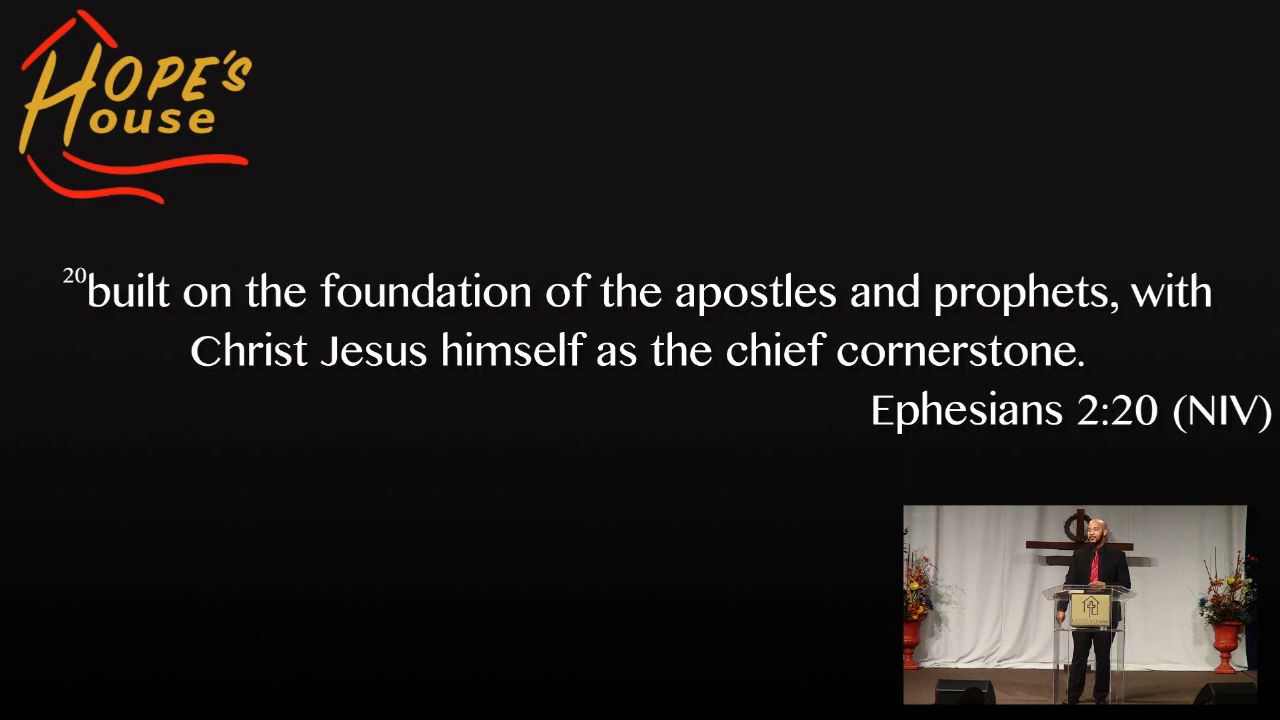 HOPE'S
House
20built on the foundation of the apostles and prophets, with
Christ Jesus himself as the chief cornerstone.
Ephesians 2:20 (NIV)